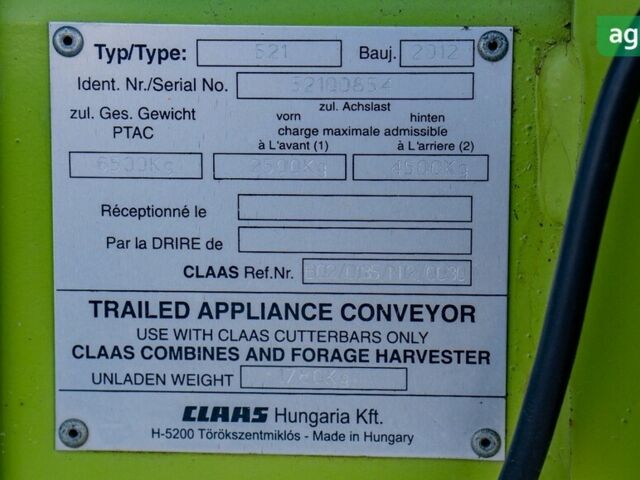 ag
Typ/Type: 521 Bauj. 2012
Ident. Nr./Serial No. 52100854
zul. Ges. Gewicht PTAC
zul. Achslast
vorn hinten
charge maximale admissible
à L'avant (1) à L'arriere (2)
6500Kg 2500Kg 4500Kg
Réceptionné le
Par la DRIRE de
CLAAS Ref.Nr.
TRAILED APPLIANCE CONVEYOR
USE WITH CLAAS CUTTERBARS ONLY
CLAAS COMBINES AND FORAGE HARVESTER
UNLADEN WEIGHT
CLAAS Hungaria Kft.
H-5200 Törökszentmiklós - Made in Hungary